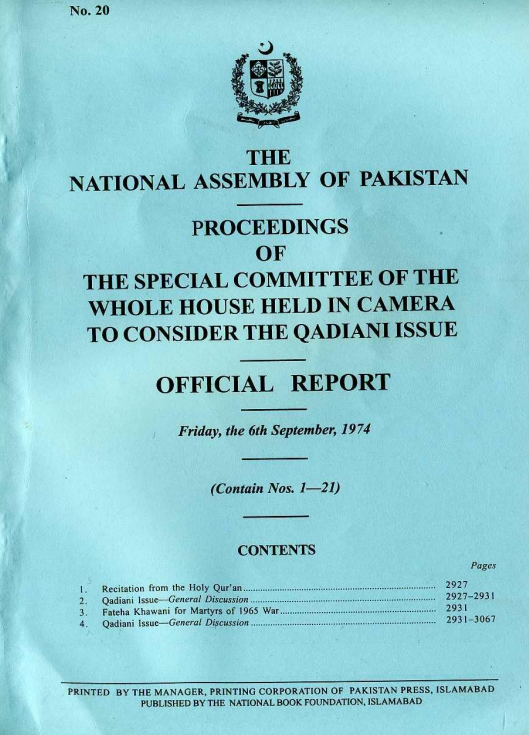 No. 20
THE
NATIONAL ASSEMBLY OF PAKISTAN
PROCEEDINGS
OF
THE SPECIAL COMMITTEE OF THE
WHOLE HOUSE HELD IN CAMERA
TO CONSIDER THE QADIANI ISSUE
OFFICIAL REPORT
Friday, the 6th September, 1974
(Contain Nos. 1—21)
CONTENTS
Pages
1. Recitation from the Holy Qur'an 2927
2. Qadiani Issue—General Discussion 2927–2931
3. Fateha Khawani for Martyrs of 1965 War 2931
4. Qadiani Issue—General Discussion 2931-3067
PRINTED BY THE MANAGER, PRINTING CORPORATION OF PAKISTAN PRESS, ISLAMABAD
PUBLISHED BY THE NATIONAL BOOK FOUNDATION, ISLAMABAD